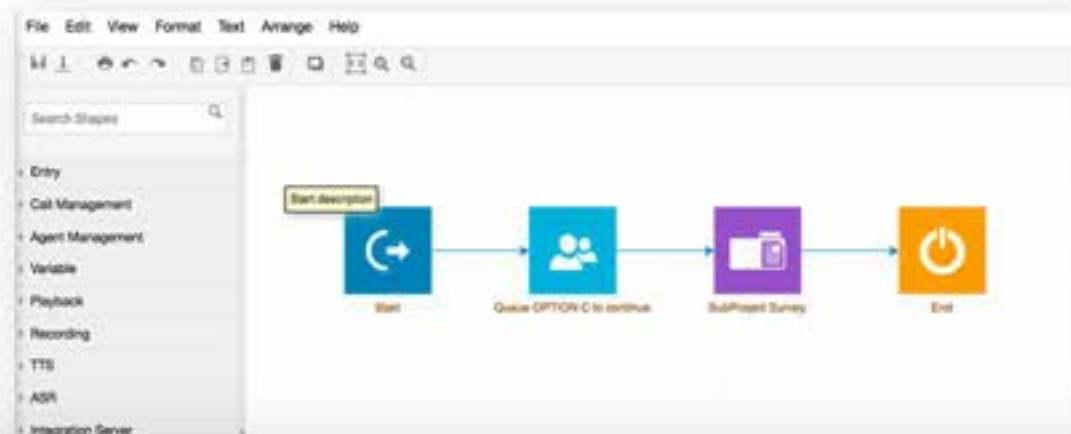 File Edit View Format Text Arrange Help
Search Shapes
Entry
Call Management
Agent Management
Variable
Playback
Recording
TTS
ASR
Integration Server
Start description
Start
Queue OPTION C to continue
SubProject Survey
End